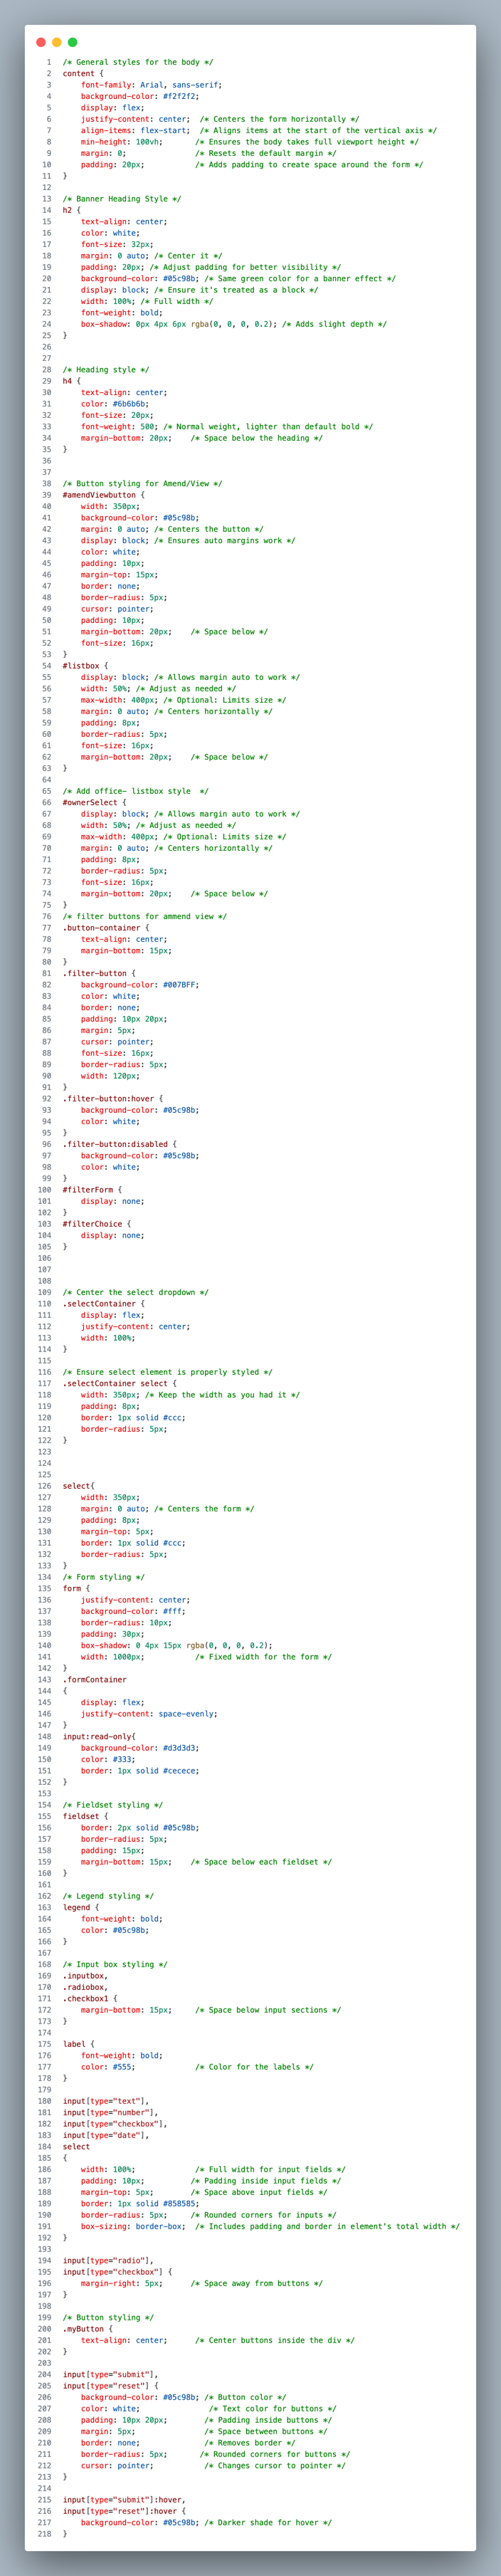 1 /* General styles for the body */
2 content {
3     font-family: Arial, sans-serif;
4     background-color: #f2f2f2;
5     display: flex;
6     justify-content: center;  /* Centers the form horizontally */
7     align-items: flex-start;  /* Aligns items at the start of the vertical axis */
8     min-height: 100vh;       /* Ensures the body takes full viewport height */
9     margin: 0;               /* Resets the default margin */
10     padding: 20px;           /* Adds padding to create space around the form */
11 }
12
13 /* Banner Heading Style */
14 h2 {
15     text-align: center;
16     color: white;
17     font-size: 32px;
18     margin: 0 auto; /* Center it */
19     padding: 20px; /* Adjust padding for better visibility */
20     background-color: #05c98b; /* Same green color for a banner effect */
21     display: block; /* Ensure it's treated as a block */
22     width: 100%; /* Full width */
23     font-weight: bold;
24     box-shadow: 0px 4px 6px rgba(0, 0, 0, 0.2); /* Adds slight depth */
25 }
26
27
28 /* Heading style */
29 h4 {
30     text-align: center;
31     color: #6b6b6b;
32     font-size: 20px;
33     font-weight: 500; /* Normal weight, lighter than default bold */
34     margin-bottom: 20px;    /* Space below the heading */
35 }
36
37
38 /* Button styling for Amend/View */
39 #amendViewbutton {
40     width: 350px;
41     background-color: #05c98b;
42     margin: 0 auto; /* Centers the button */
43     display: block; /* Ensures auto margins work */
44     color: white;
45     padding: 10px;
46     margin-top: 15px;
47     border: none;
48     border-radius: 5px;
49     cursor: pointer;
50     padding: 10px;
51     margin-bottom: 20px;    /* Space below */
52     font-size: 16px;
53 }
54 #listbox {
55     display: block; /* Allows margin auto to work */
56     width: 50%; /* Adjust as needed */
57     max-width: 400px; /* Optional: Limits size */
58     margin: 0 auto; /* Centers horizontally */
59     padding: 8px;
60     border-radius: 5px;
61     font-size: 16px;
62     margin-bottom: 20px;    /* Space below */
63 }
64
65 /* Add office- listbox style  */
66 #ownerSelect {
67     display: block; /* Allows margin auto to work */
68     width: 50%; /* Adjust as needed */
69     max-width: 400px; /* Optional: Limits size */
70     margin: 0 auto; /* Centers horizontally */
71     padding: 8px;
72     border-radius: 5px;
73     font-size: 16px;
74     margin-bottom: 20px;    /* Space below */
75 }
76 /* filter buttons for ammend view */
77 .button-container {
78     text-align: center;
79     margin-bottom: 15px;
80 }
81 .filter-button {
82     background-color: #007BFF;
83     color: white;
84     border: none;
85     padding: 10px 20px;
86     margin: 5px;
87     cursor: pointer;
88     font-size: 16px;
89     border-radius: 5px;
90     width: 120px;
91 }
92 .filter-button:hover {
93     background-color: #05c98b;
94     color: white;
95 }
96 .filter-button:disabled {
97     background-color: #05c98b;
98     color: white;
99 }
100 #filterForm {
101     display: none;
102 }
103 #filterChoice {
104     display: none;
105 }
106
107
108
109 /* Center the select dropdown */
110 .selectContainer {
111     display: flex;
112     justify-content: center;
113     width: 100%;
114 }
115
116 /* Ensure select element is properly styled */
117 .selectContainer select {
118     width: 350px; /* Keep the width as you had it */
119     padding: 8px;
120     border: 1px solid #ccc;
121     border-radius: 5px;
122 }
123
124
125
126 select{
127     width: 350px;
128     margin: 0 auto; /* Centers the form */
129     padding: 8px;
130     margin-top: 5px;
131     border: 1px solid #ccc;
132     border-radius: 5px;
133 }
134 /* Form styling */
135 form {
136     justify-content: center;
137     background-color: #fff;
138     border-radius: 10px;
139     padding: 30px;
140     box-shadow: 0 4px 15px rgba(0, 0, 0, 0.2);
141     width: 1000px;           /* Fixed width for the form */
142 }
143 .formContainer
144 {
145     display: flex;
146     justify-content: space-evenly;
147 }
148 input:read-only{
149     background-color: #d3d3d3;
150     color: #333;
151     border: 1px solid #cecece;
152 }
153
154 /* Fieldset styling */
155 fieldset {
156     border: 2px solid #05c98b;
157     border-radius: 5px;
158     padding: 15px;
159     margin-bottom: 15px;    /* Space below each fieldset */
160 }
161
162 /* Legend styling */
163 legend {
164     font-weight: bold;
165     color: #05c98b;
166 }
167
168 /* Input box styling */
169 .inputbox,
170 .radiobox,
171 .checkbox1 {
172     margin-bottom: 15px;     /* Space below input sections */
173 }
174
175 label {
176     font-weight: bold;
177     color: #555;             /* Color for the labels */
178 }
179
180 input[type="text"],
181 input[type="number"],
182 input[type="checkbox"],
183 input[type="date"],
184 select
185 {
186     width: 100%;             /* Full width for input fields */
187     padding: 10px;          /* Padding inside input fields */
188     margin-top: 5px;        /* Space above input fields */
189     border: 1px solid #858585;
190     border-radius: 5px;     /* Rounded corners for inputs */
191     box-sizing: border-box;  /* Includes padding and border in element's total width */
192 }
193
194 input[type="radio"],
195 input[type="checkbox"] {
196     margin-right: 5px;      /* Space away from buttons */
197 }
198
199 /* Button styling */
200 .myButton {
201     text-align: center;      /* Center buttons inside the div */
202 }
203
204 input[type="submit"],
205 input[type="reset"] {
206     background-color: #05c98b; /* Button color */
207     color: white;               /* Text color for buttons */
208     padding: 10px 20px;        /* Padding inside buttons */
209     margin: 5px;               /* Space between buttons */
210     border: none;              /* Removes border */
211     border-radius: 5px;       /* Rounded corners for buttons */
212     cursor: pointer;           /* Changes cursor to pointer */
213 }
214
215 input[type="submit"]:hover,
216 input[type="reset"]:hover {
217     background-color: #05c98b; /* Darker shade for hover */
218 }